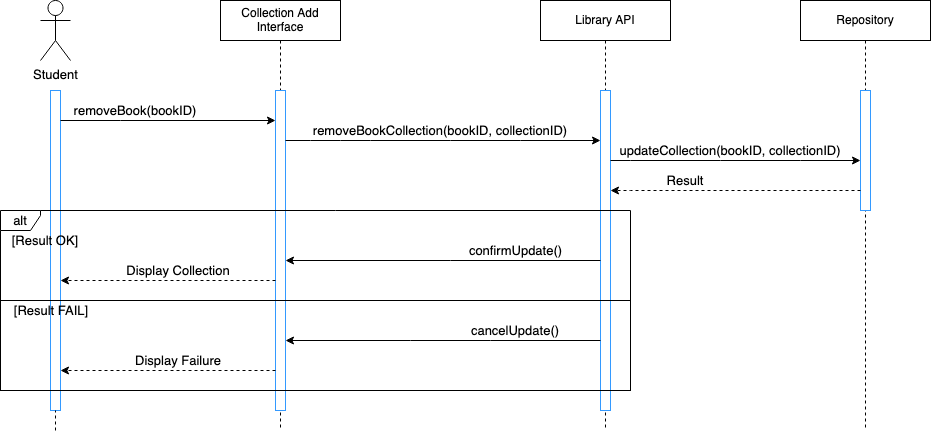 Collection Add
Interface
Library API
Repository
Student
removeBook(bookID)
removeBookCollection(bookID, collectionID)
updateCollection(bookID, collectionID)
Result
alt
[Result OK]
confirmUpdate()
Display Collection
[Result FAIL]
cancelUpdate()
Display Failure